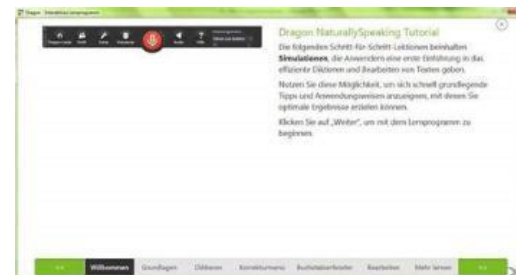 Dragon NaturallySpeaking Tutorial
Die folgenden Schritt-für-Schritt-Lektionen beinhalten
Simulationen, die Anwendern eine erste Einführung in das
effiziente Diktieren und Bearbeiten von Texten geben.
Nutzen Sie diese Möglichkeit, um sich schnell grundlegende
Tipps und Anwendungsweisen anzueignen, mit denen Sie
optimale Ergebnisse erzielen können.
Klicken Sie auf „Weiter“, um mit dem Lernprogramm zu
beginnen.
<< Willkommen Grundlagen Diktieren Korrekturmenü Buchstabierfenster Bearbeiten Mehr lernen >>